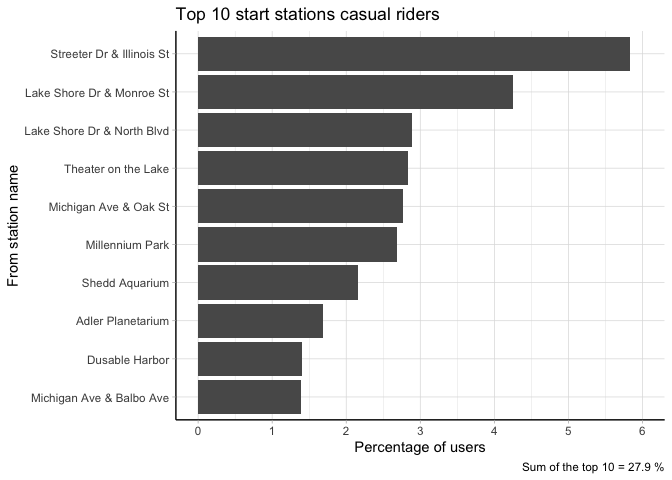 Top 10 start stations casual riders
From station name
Streeter Dr & Illinois St
Lake Shore Dr & Monroe St
Lake Shore Dr & North Blvd
Theater on the Lake
Michigan Ave & Oak St
Millennium Park
Shedd Aquarium
Adler Planetarium
Dusable Harbor
Michigan Ave & Balbo Ave
0 1 2 3 4 5 6
Percentage of users
Sum of the top 10 = 27.9 %